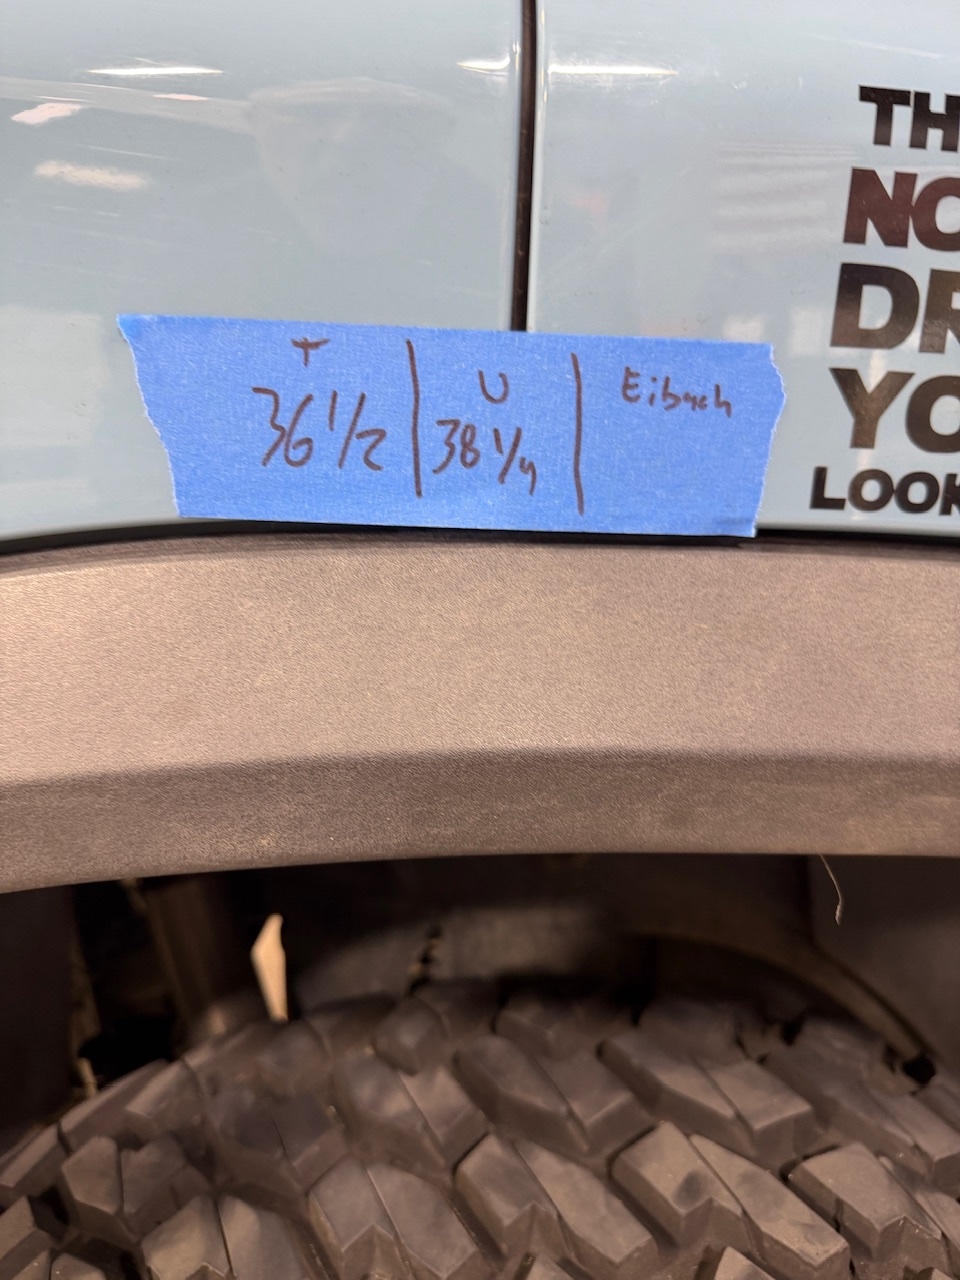 T
36 1/2
U
38 1/4
Eibach
TH
NO
DR
YO
LOOK